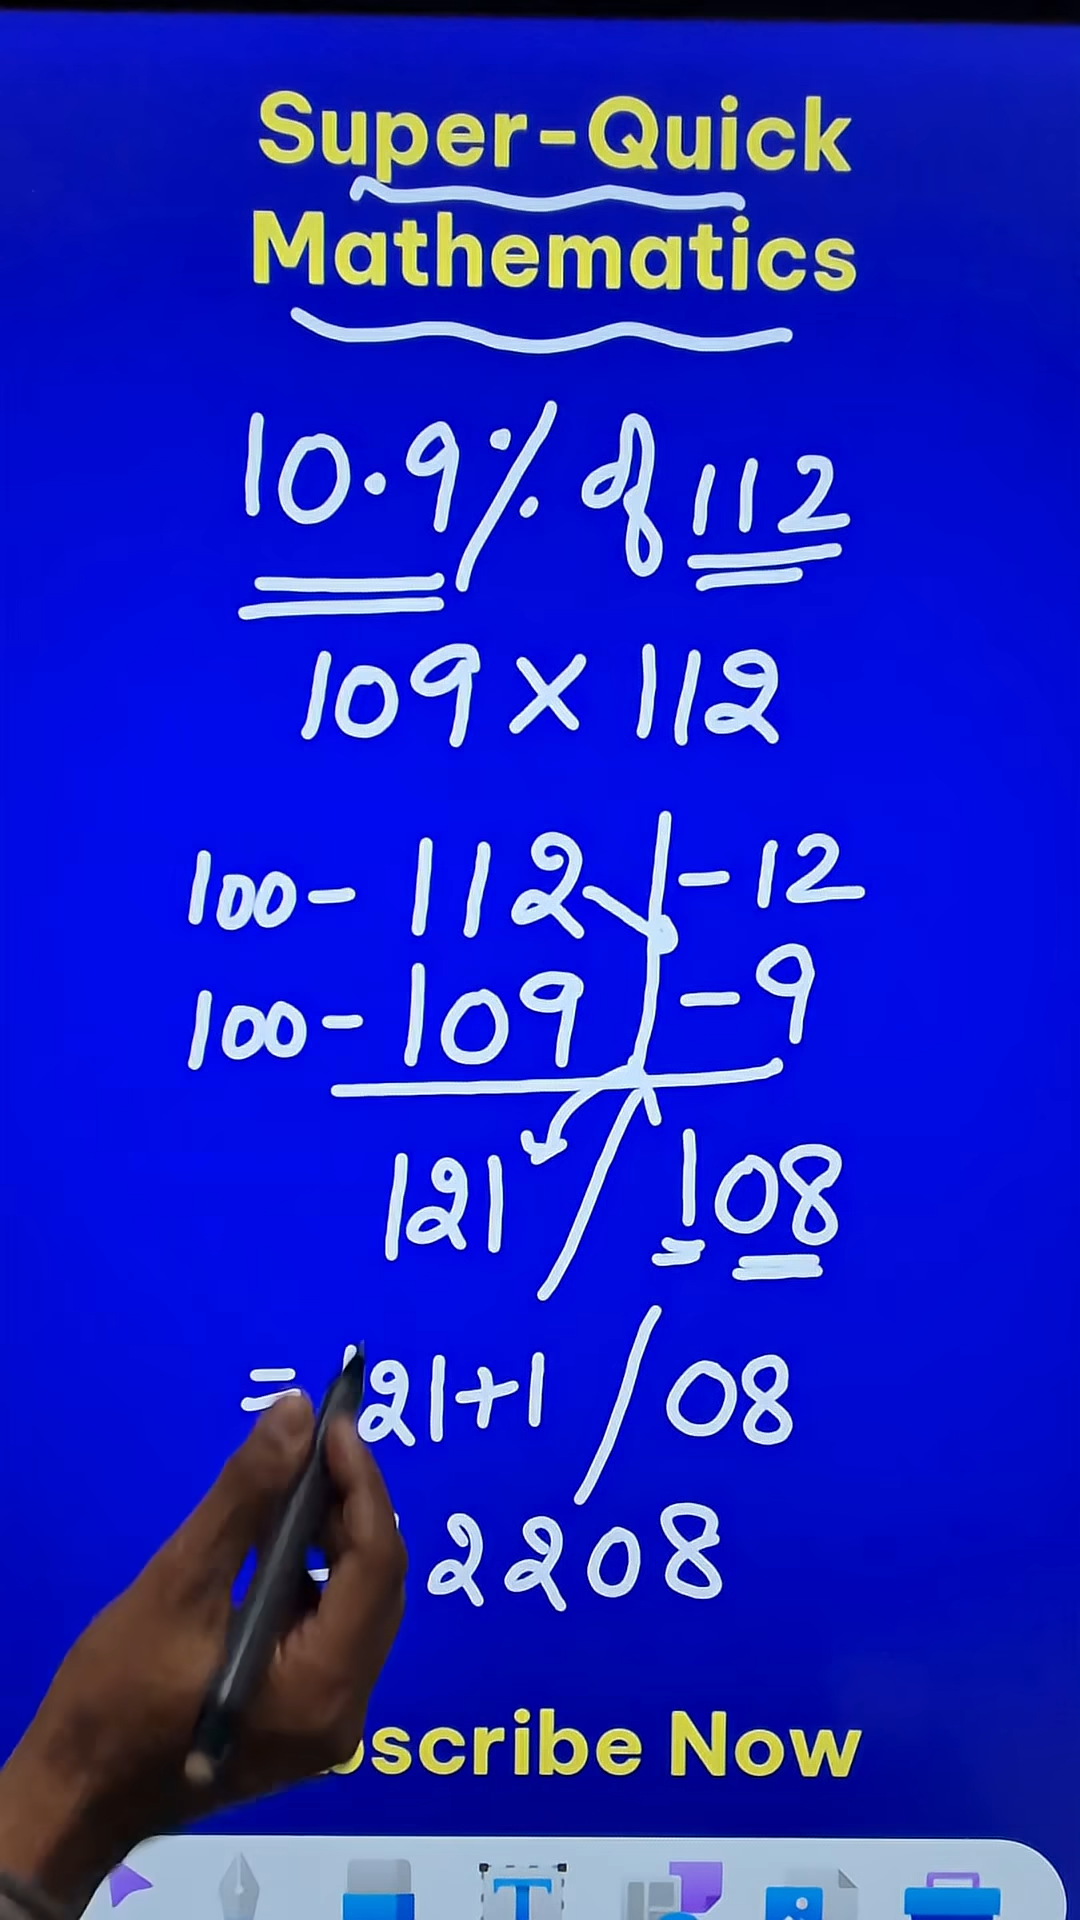 Super-Quick
Mathematics
10.9% of 112
109 × 112
100 - 112 - 12
100 - 109 - 9
121 / 108
= 121+1 / 08
2208
Now